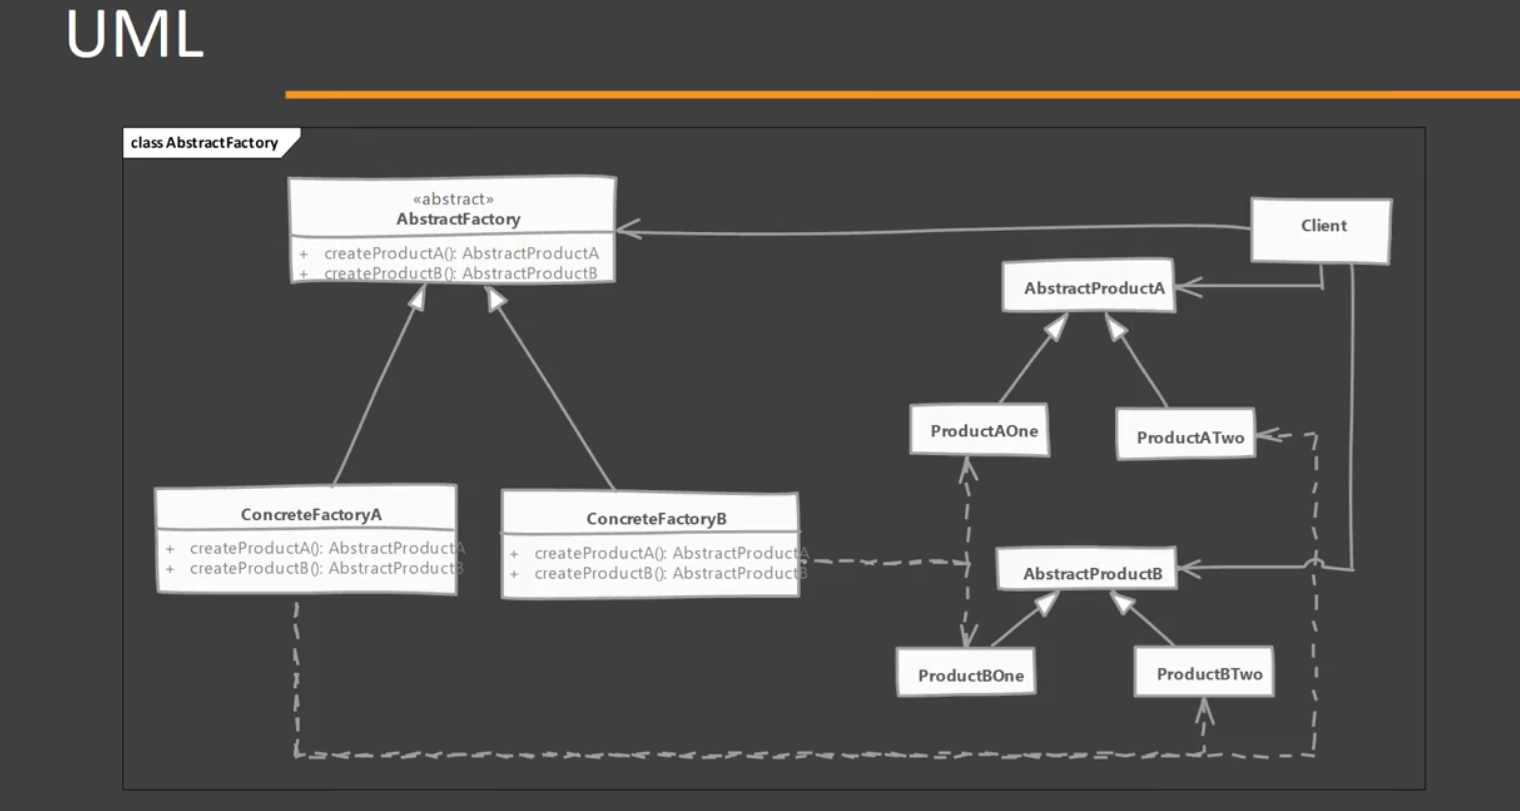 UML
class AbstractFactory
«abstract»
AbstractFactory
+ createProductA(): AbstractProductA
+ createProductB(): AbstractProductB
Client
AbstractProductA
ProductAOne
ProductATwo
ConcreteFactoryA
+ createProductA(): AbstractProductA
+ createProductB(): AbstractProductB
ConcreteFactoryB
+ createProductA(): AbstractProductA
+ createProductB(): AbstractProductB
AbstractProductB
ProductBOne
ProductBTwo